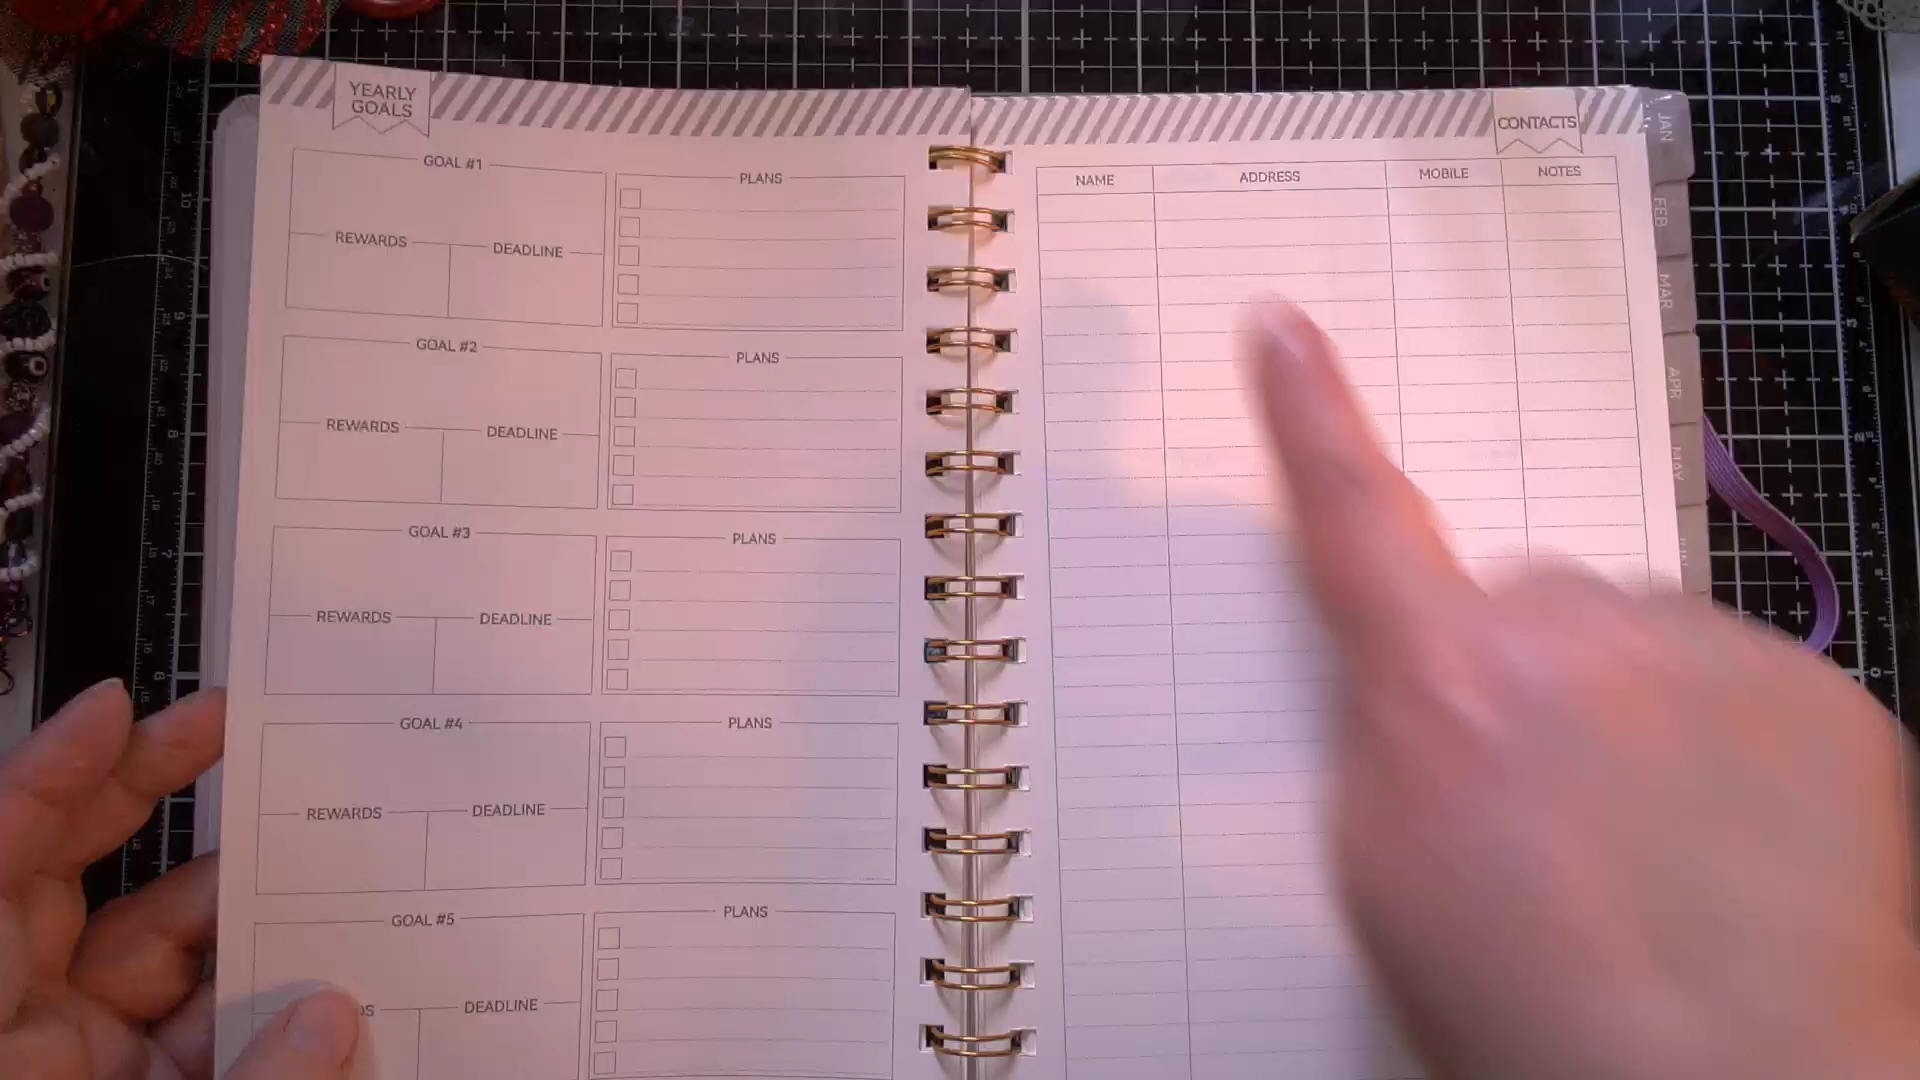 YEARLY
GOALS
GOAL #1
PLANS
REWARDS
DEADLINE
GOAL #2
PLANS
REWARDS
DEADLINE
GOAL #3
PLANS
REWARDS
DEADLINE
GOAL #4
PLANS
REWARDS
DEADLINE
GOAL #5
PLANS
DEADLINE
CONTACTS
NAME ADDRESS MOBILE NOTES
JAN
FEB
MAR
APR
MAY